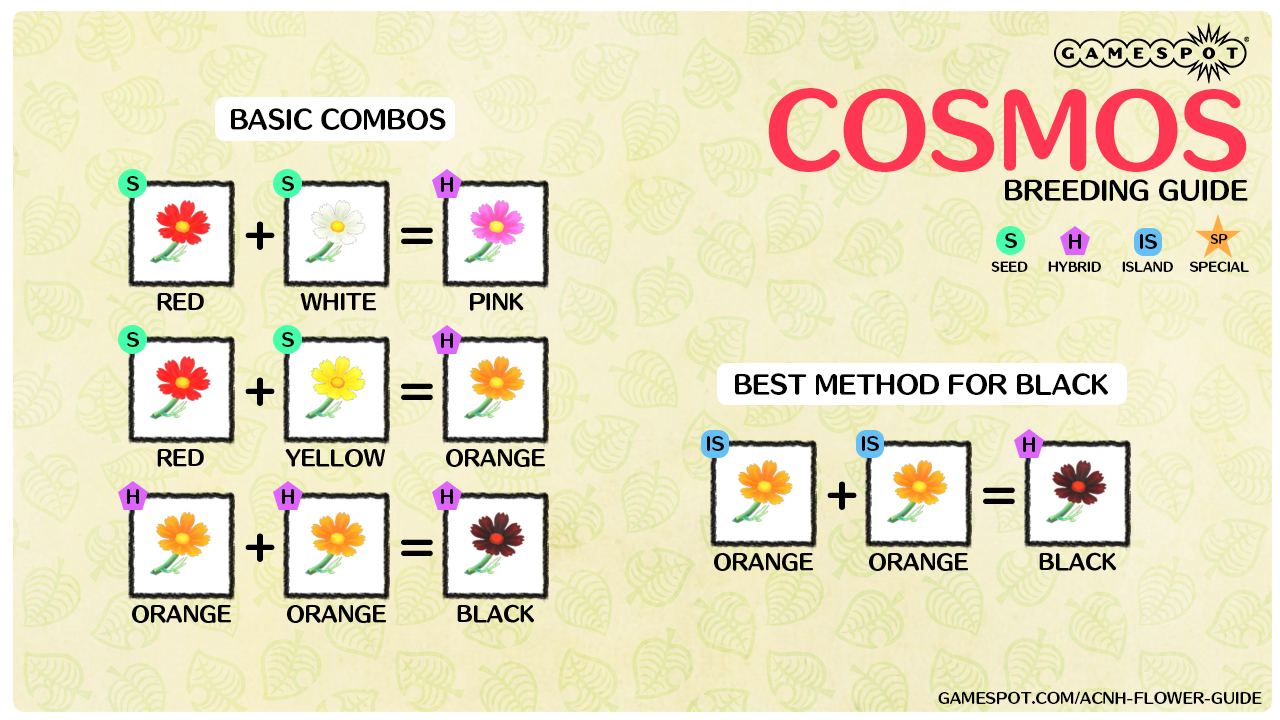 GAMESPOT®
COSMOS
BREEDING GUIDE
S H IS SP
SEED HYBRID ISLAND SPECIAL
BASIC COMBOS
S S H
+ =
RED WHITE PINK
S S H
+ =
RED YELLOW ORANGE
H H H
+ =
ORANGE ORANGE BLACK
BEST METHOD FOR BLACK
IS IS H
+ =
ORANGE ORANGE BLACK
GAMESPOT.COM/ACNH-FLOWER-GUIDE